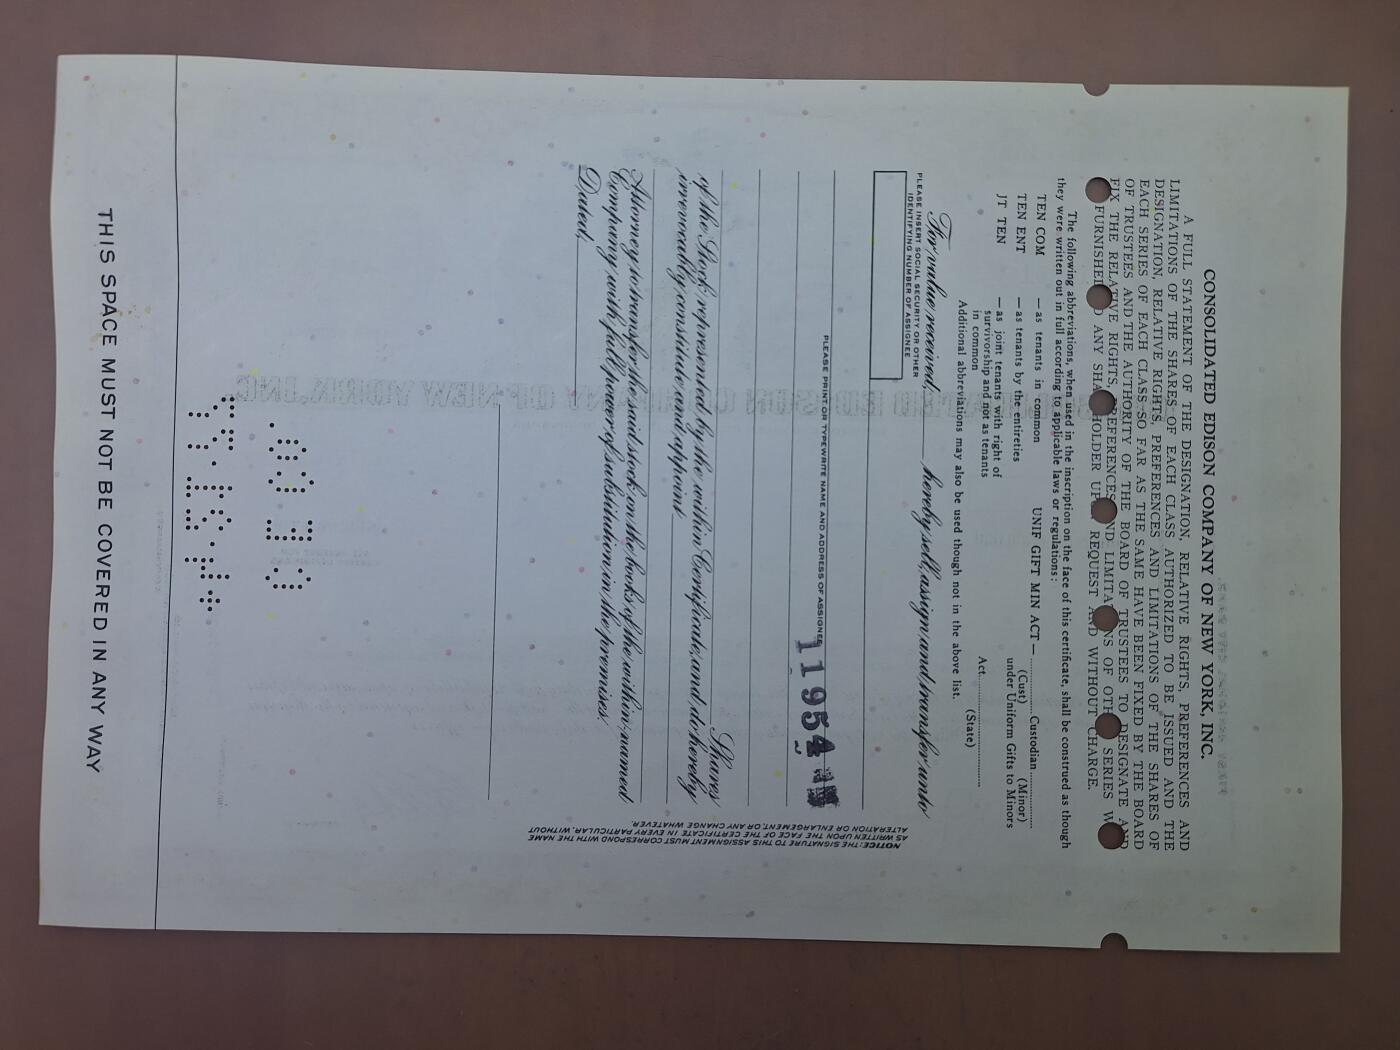 CONSOLIDATED EDISON COMPANY OF NEW YORK, INC.
A FULL STATEMENT OF THE DESIGNATION, RELATIVE RIGHTS, PREFERENCES AND
LIMITATIONS OF THE SHARES OF EACH CLASS AUTHORIZED TO BE ISSUED AND THE
DESIGNATION, RELATIVE RIGHTS, PREFERENCES AND LIMITATIONS OF THE SHARES OF
EACH SERIES OF EACH CLASS SO FAR AS THE SAME HAVE BEEN FIXED BY THE BOARD
OF TRUSTEES AND THE AUTHORITY OF THE BOARD OF TRUSTEES TO DESIGNATE AND
FIX THE RELATIVE RIGHTS, PREFERENCES AND LIMITATIONS OF OTHER SERIES
FURNISHED TO ANY SHAREHOLDER UPON REQUEST AND WITHOUT CHARGE.
The following abbreviations, when used in the inscription on the face of this certificate, shall be construed as though
they were written out in full according to applicable laws or regulations:
TEN COM — as tenants in common UNIF GIFT MIN ACT — .......... Custodian ..........
(Cust) (Minor)
TEN ENT — as tenants by the entireties under Uniform Gifts to Minors
JT TEN — as joint tenants with right of
survivorship and not as tenants
in common
Act..........
(State)
Additional abbreviations may also be used though not in the above list.
For value received, hereby sell, assign and transfer unto
PLEASE INSERT SOCIAL SECURITY OR OTHER
IDENTIFYING NUMBER OF ASSIGNEE
PLEASE PRINT OR TYPEWRITE NAME AND ADDRESS OF ASSIGNEE
11954
Shares
of the Stock represented by the within Certificate, and do hereby
irrevocably constitute and appoint
Attorney to transfer the said stock on the books of the within-named
Company with full power of substitution in the premises.
Dated,
NOTICE: THE SIGNATURE TO THIS ASSIGNMENT MUST CORRESPOND WITH THE NAME
AS WRITTEN UPON THE FACE OF THE CERTIFICATE IN EVERY PARTICULAR, WITHOUT
ALTERATION OR ENLARGEMENT, OR ANY CHANGE WHATEVER.
THIS SPACE MUST NOT BE COVERED IN ANY WAY